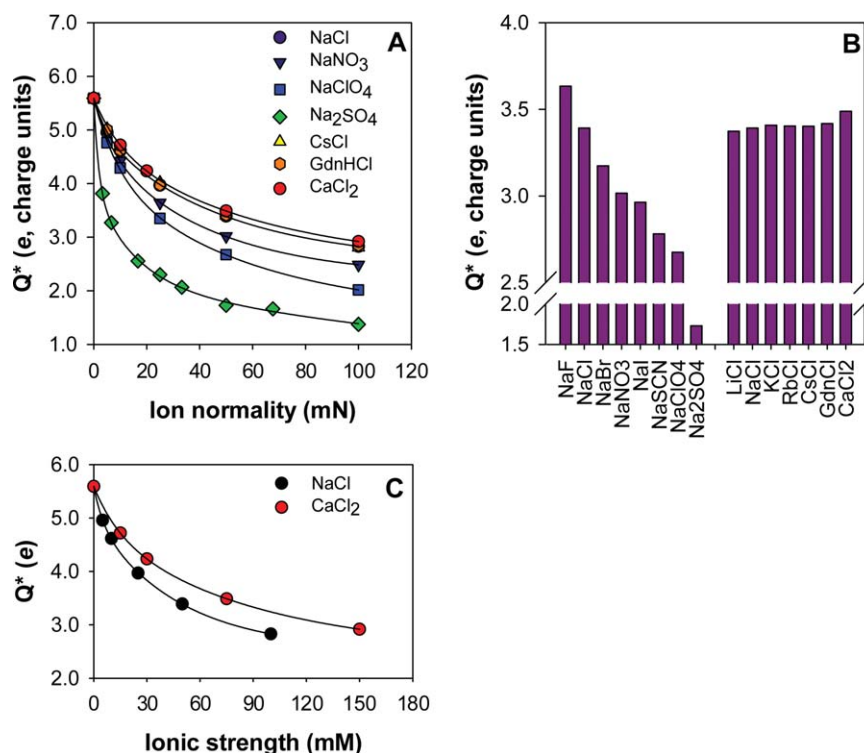 A
Q* (e, charge units)
7.0
6.0
5.0
4.0
3.0
2.0
1.0
NaCl
NaNO₃
NaClO₄
Na₂SO₄
CsCl
GdnHCl
CaCl₂
0 20 40 60 80 100 120
Ion normality (mN)
B
Q* (e, charge units)
4.0
3.5
3.0
2.5
2.0
1.5
NaF
NaCl
NaBr
NaNO3
NaI
NaSCN
NaClO4
Na2SO4
LiCl
NaCl
KCl
RbCl
CsCl
GdnCl
CaCl2
C
Q* (e)
6.0
5.0
4.0
3.0
2.0
NaCl
CaCl₂
0 30 60 90 120 150 180
Ionic strength (mM)